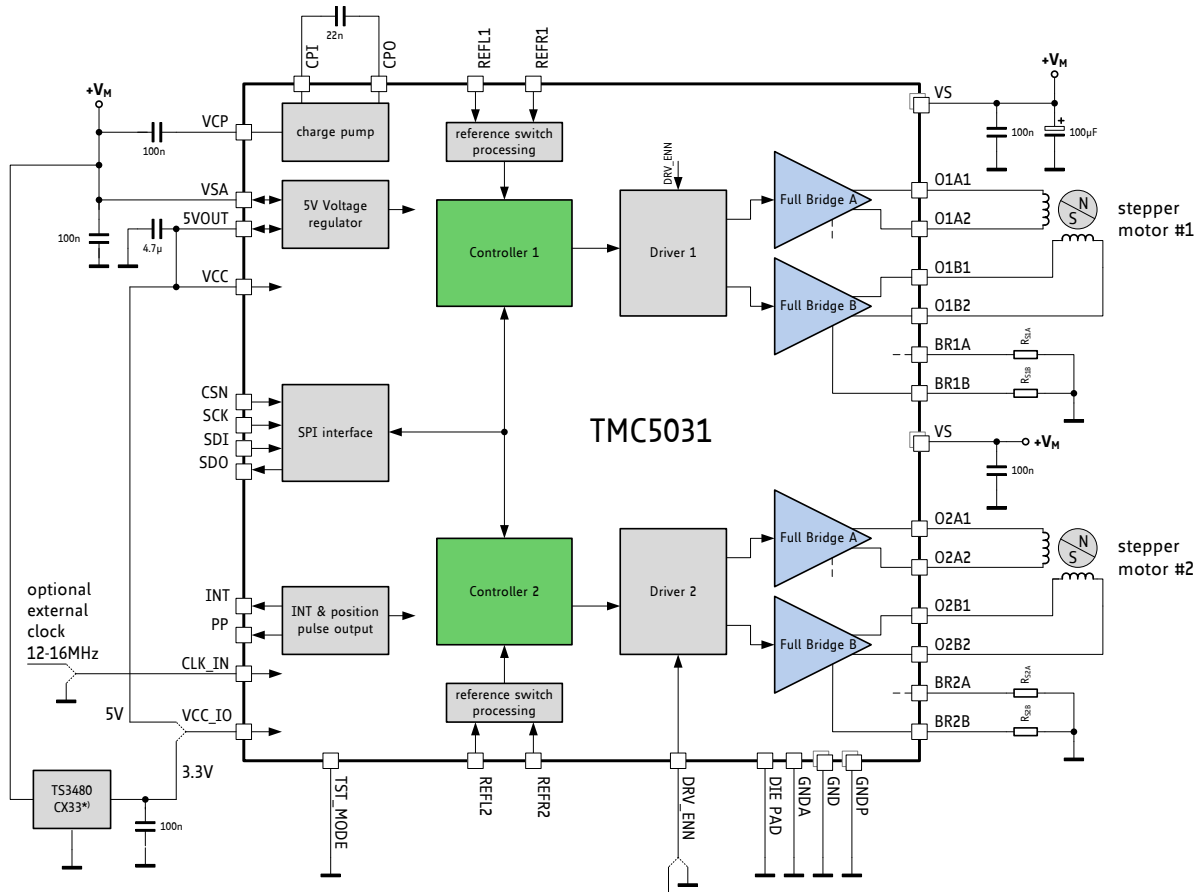 CPI
22n
CPO
REFL1
REFR1
+VM
VCP
100n
charge pump
reference switch
processing
VS
+VM
100n
100µF
+
VSA
5VOUT
100n
4.7µ
VCC
5V Voltage
regulator
Controller 1
DRV_ENN
Driver 1
Full Bridge A
Full Bridge B
O1A1
O1A2
O1B1
O1B2
BR1A
BR1B
RS1A
RS1B
N
S
stepper
motor #1
CSN
SCK
SDI
SDO
SPI interface
TMC5031
VS
+VM
100n
INT
PP
INT & position
pulse output
Controller 2
Driver 2
Full Bridge A
Full Bridge B
O2A1
O2A2
O2B1
O2B2
BR2A
BR2B
RS2A
RS2B
N
S
stepper
motor #2
optional
external
clock
12-16MHz
CLK_IN
5V
VCC_IO
3.3V
reference switch
processing
TS3480
CX33*)
100n
TST_MODE
REFL2
REFR2
DRV_ENN
DIE PAD
GNDA
GND
GNDP